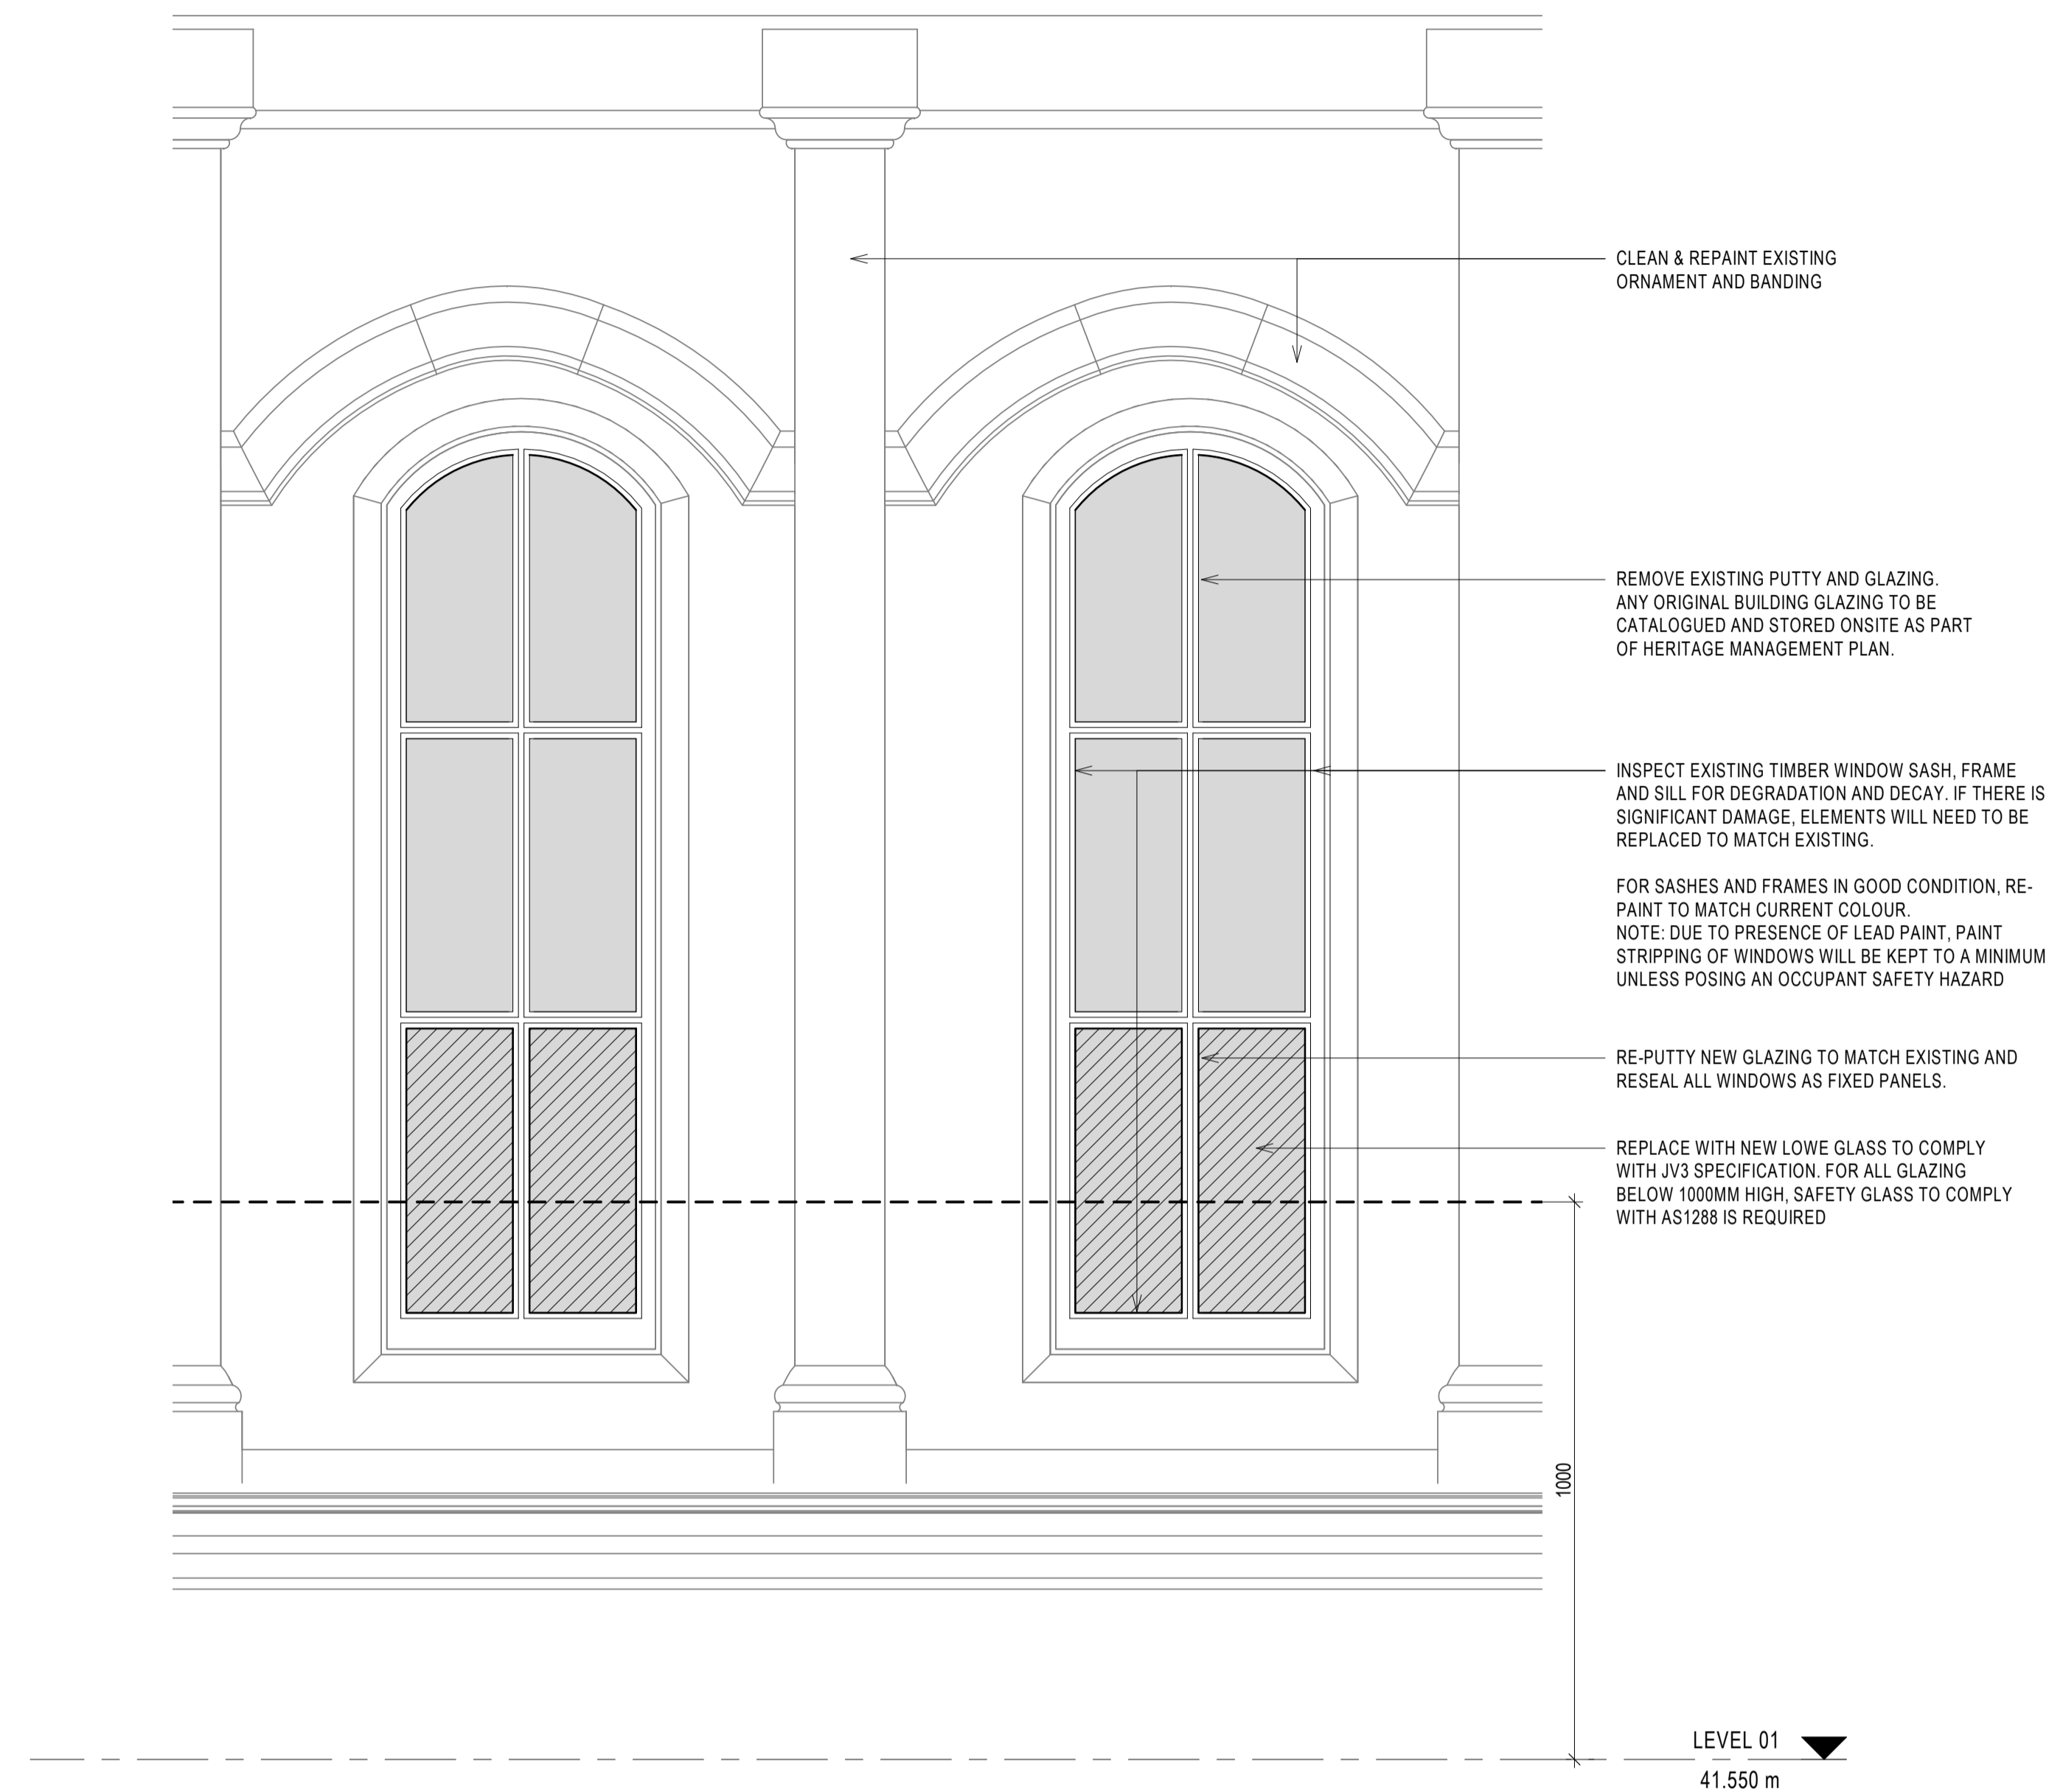 CLEAN & REPAINT EXISTING
ORNAMENT AND BANDING
REMOVE EXISTING PUTTY AND GLAZING.
ANY ORIGINAL BUILDING GLAZING TO BE
CATALOGUED AND STORED ONSITE AS PART
OF HERITAGE MANAGEMENT PLAN.
INSPECT EXISTING TIMBER WINDOW SASH, FRAME
AND SILL FOR DEGRADATION AND DECAY. IF THERE IS
SIGNIFICANT DAMAGE, ELEMENTS WILL NEED TO BE
REPLACED TO MATCH EXISTING.
FOR SASHES AND FRAMES IN GOOD CONDITION, RE-
PAINT TO MATCH CURRENT COLOUR.
NOTE: DUE TO PRESENCE OF LEAD PAINT, PAINT
STRIPPING OF WINDOWS WILL BE KEPT TO A MINIMUM
UNLESS POSING AN OCCUPANT SAFETY HAZARD
RE-PUTTY NEW GLAZING TO MATCH EXISTING AND
RESEAL ALL WINDOWS AS FIXED PANELS.
REPLACE WITH NEW LOWE GLASS TO COMPLY
WITH JV3 SPECIFICATION. FOR ALL GLAZING
BELOW 1000MM HIGH, SAFETY GLASS TO COMPLY
WITH AS1288 IS REQUIRED
1000
LEVEL 01
41.550 m